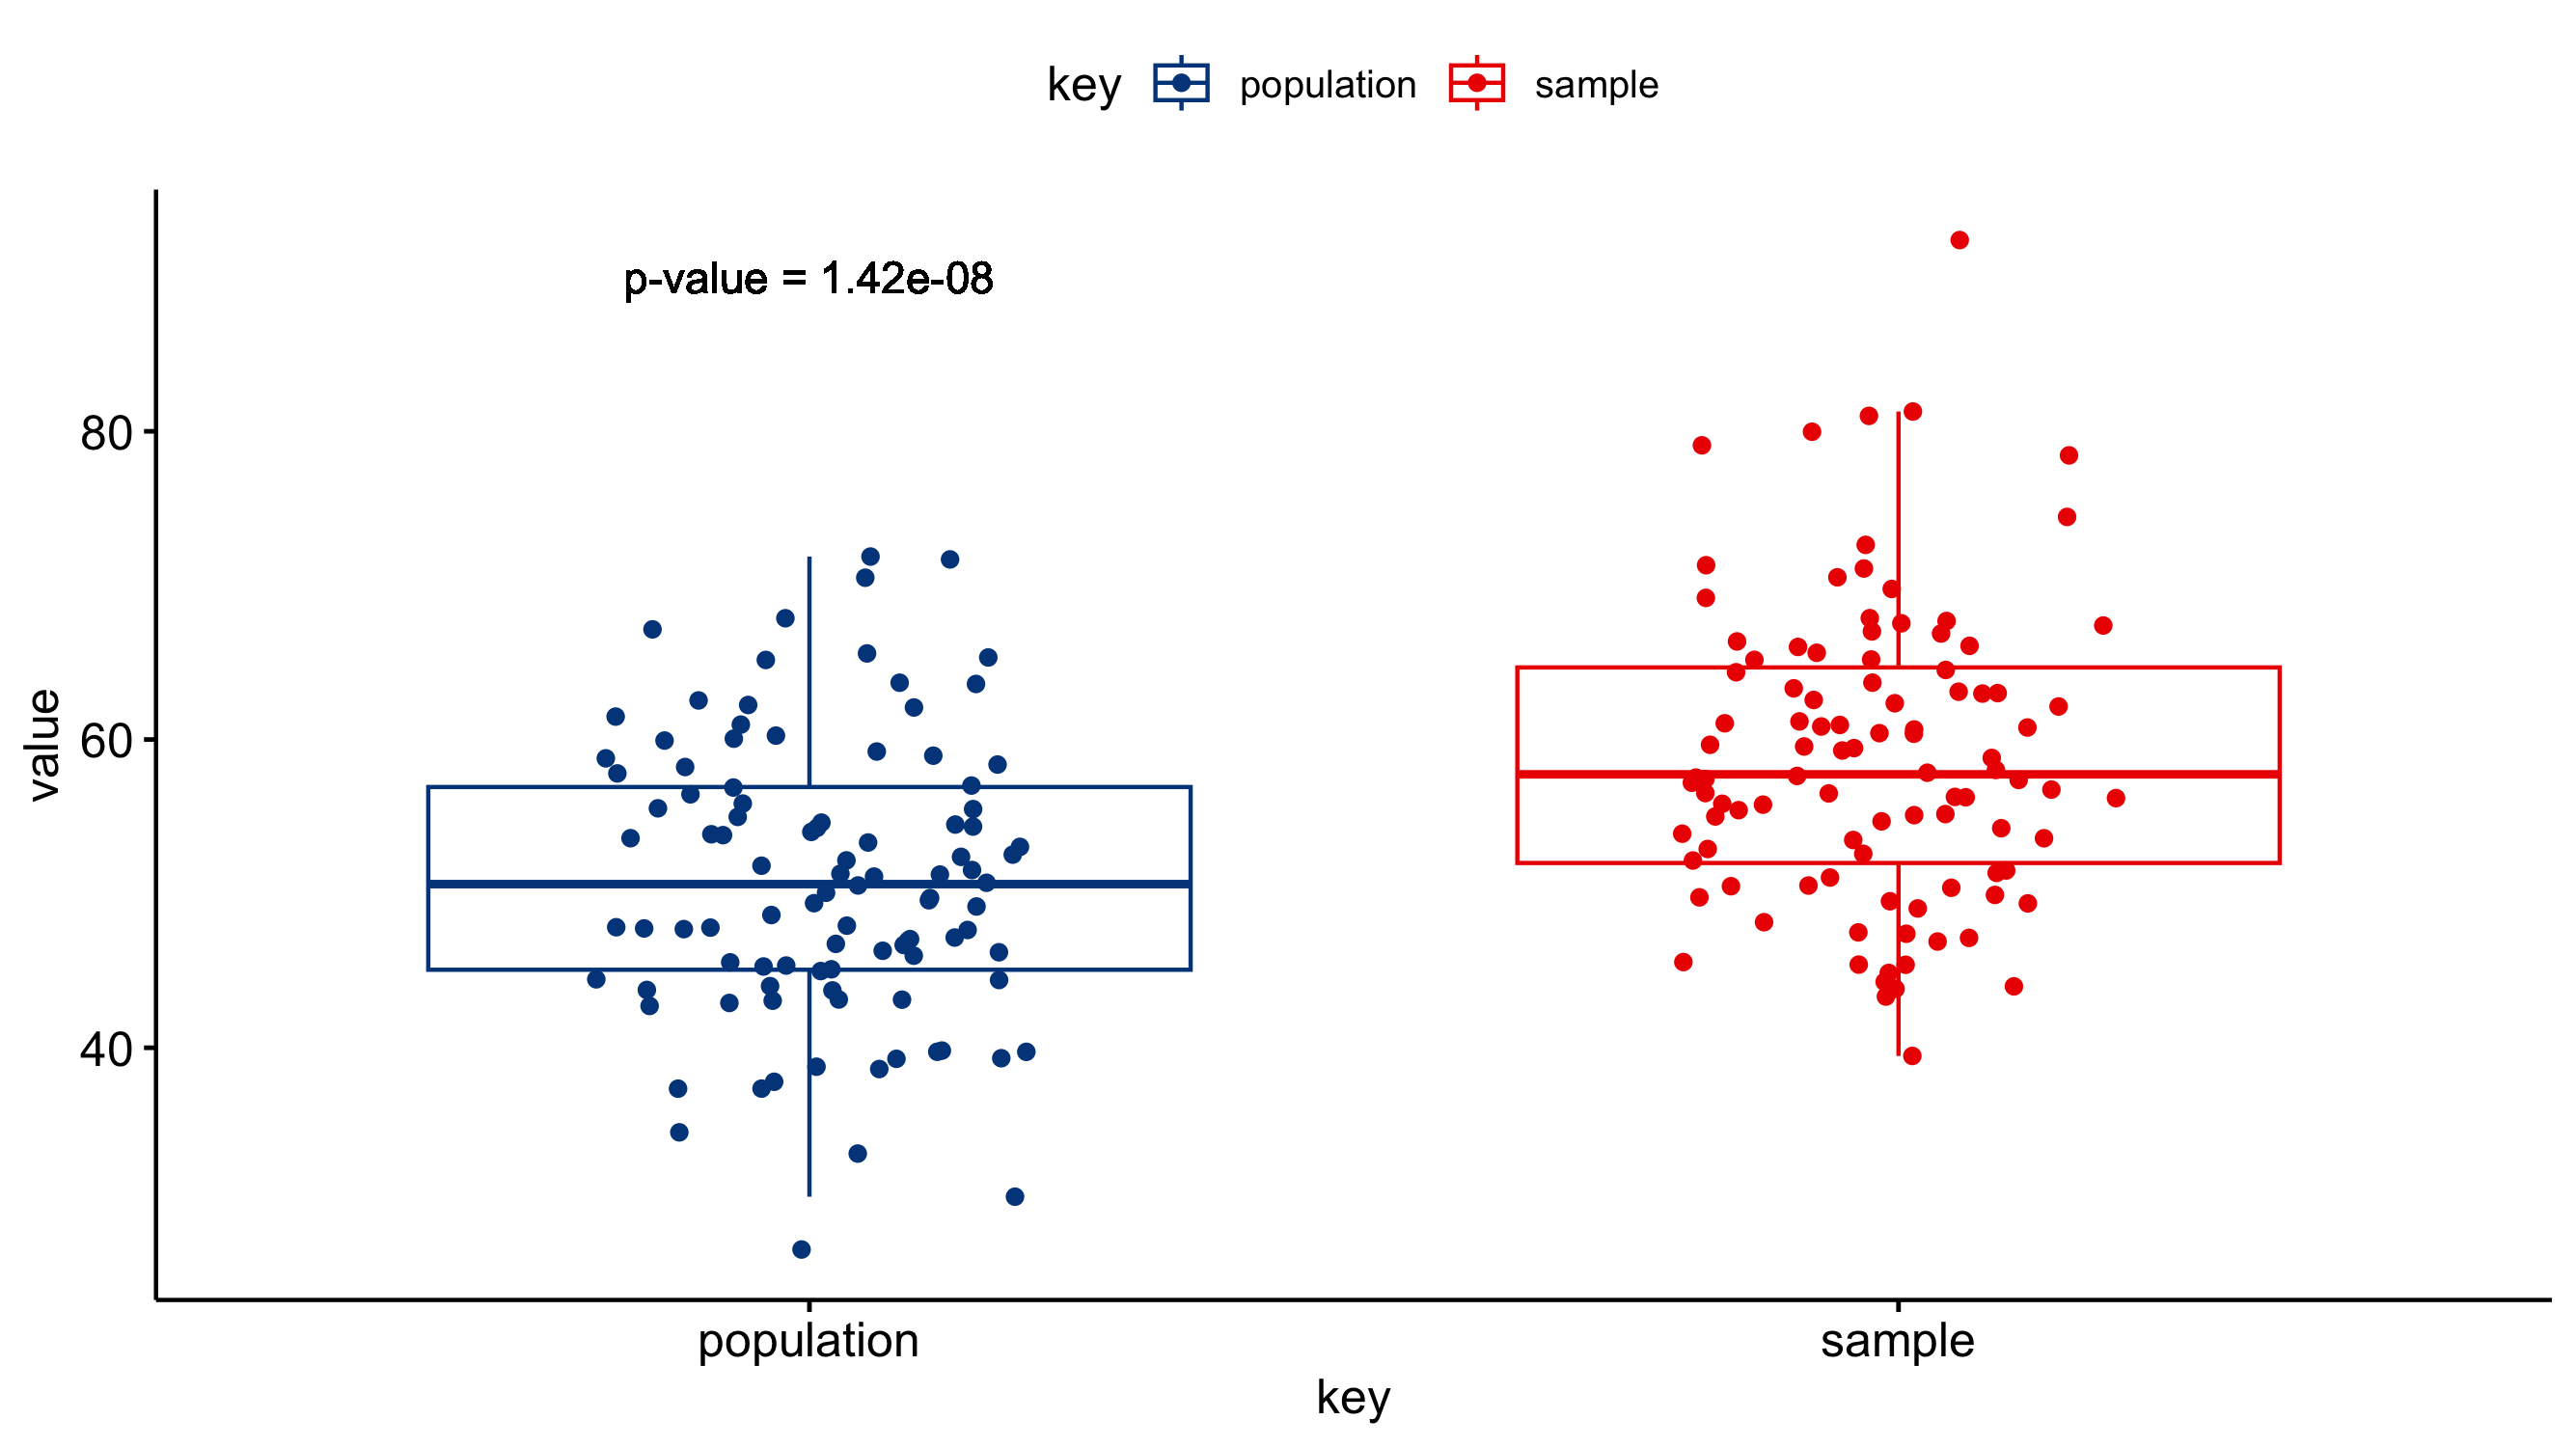 key population sample
p-value = 1.42e-08
80
60
40
value
population sample
key